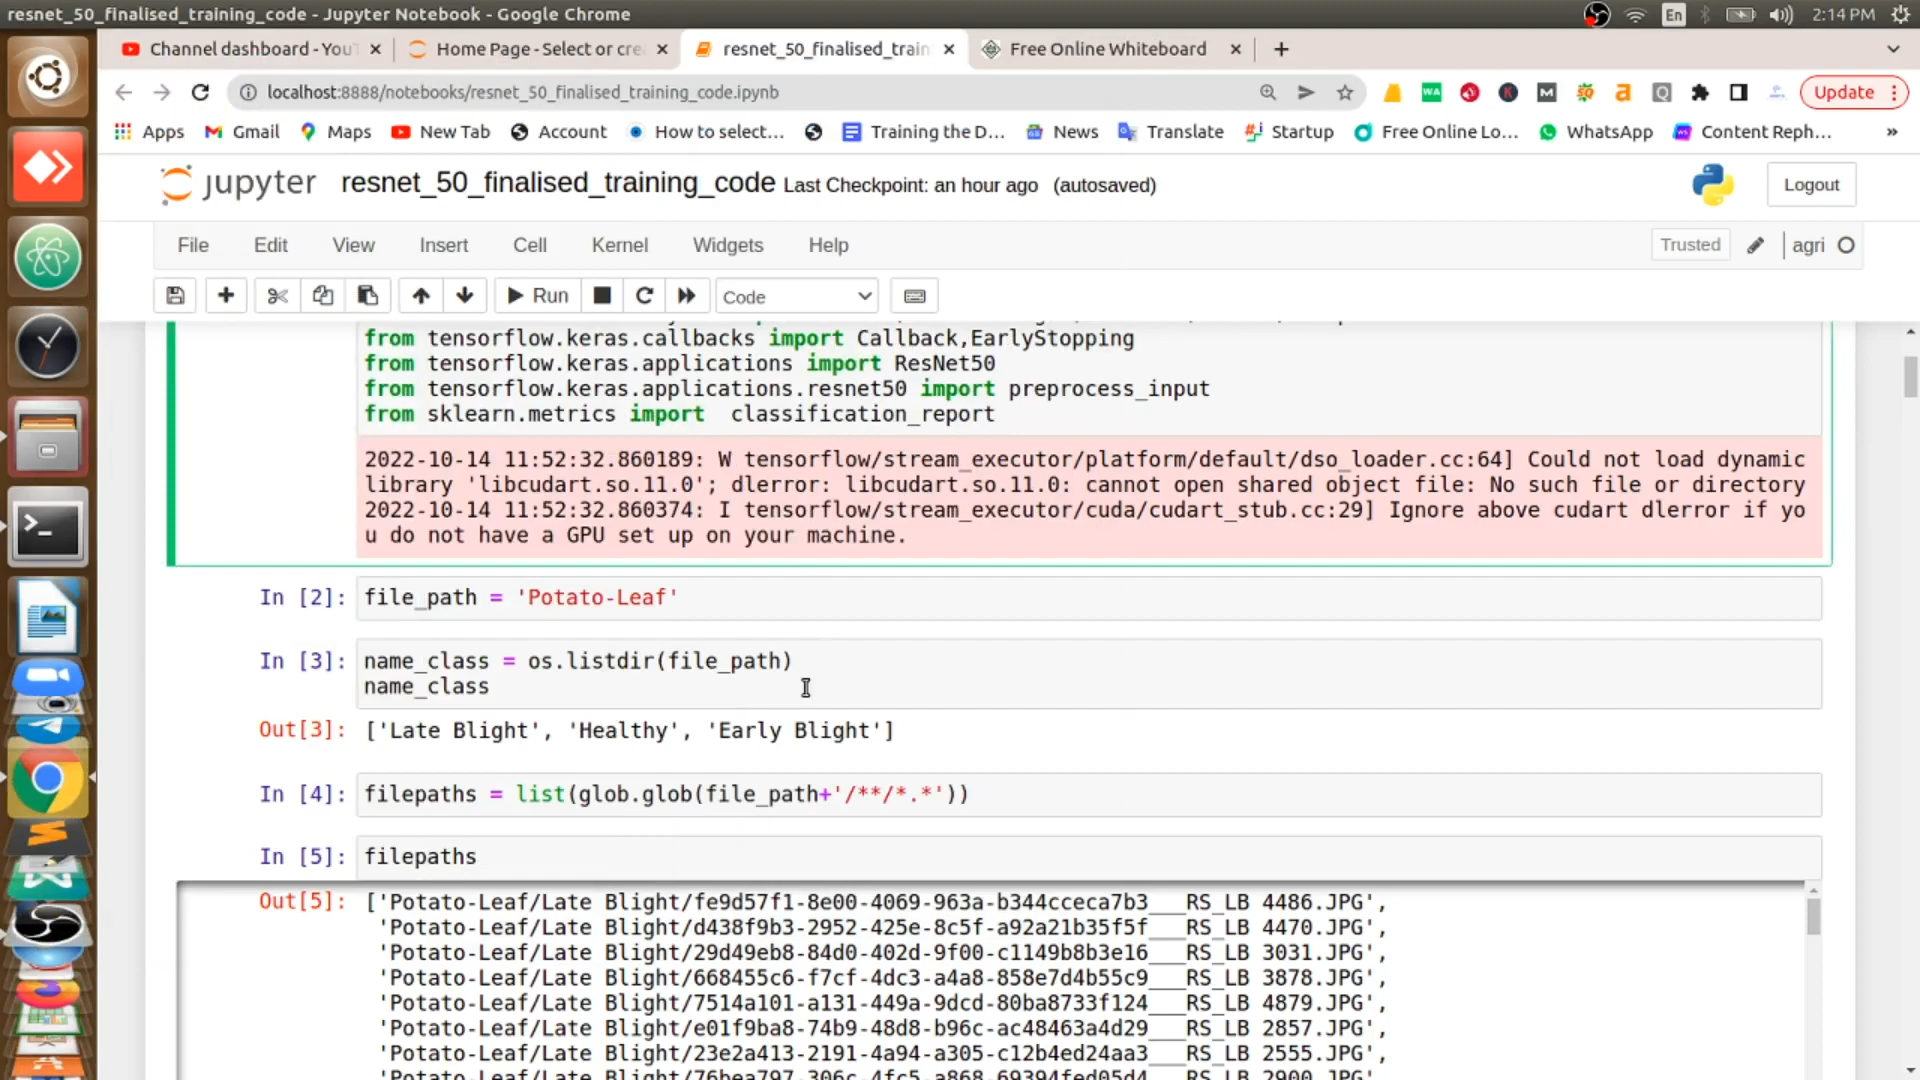 resnet_50_finalised_training_code - Jupyter Notebook - Google Chrome
En
2:14 PM
Channel dashboard - You
Home Page - Select or cre
resnet_50_finalised_train
Free Online Whiteboard
localhost:8888/notebooks/resnet_50_finalised_training_code.ipynb
Update
Apps
Gmail
Maps
New Tab
Account
How to select...
Training the D...
News
Translate
Startup
Free Online Lo...
WhatsApp
Content Reph...
»
jupyter
resnet_50_finalised_training_code Last Checkpoint: an hour ago (autosaved)
Logout
File Edit View Insert Cell Kernel Widgets Help
Trusted
agri
Run
Code
from tensorflow.keras.callbacks import Callback,EarlyStopping
from tensorflow.keras.applications import ResNet50
from tensorflow.keras.applications.resnet50 import preprocess_input
from sklearn.metrics import  classification_report
2022-10-14 11:52:32.860189: W tensorflow/stream_executor/platform/default/dso_loader.cc:64] Could not load dynamic
library 'libcudart.so.11.0'; dlerror: libcudart.so.11.0: cannot open shared object file: No such file or directory
2022-10-14 11:52:32.860374: I tensorflow/stream_executor/cuda/cudart_stub.cc:29] Ignore above cudart dlerror if yo
u do not have a GPU set up on your machine.
In [2]: file_path = 'Potato-Leaf'
In [3]: name_class = os.listdir(file_path)
name_class
Out[3]: ['Late Blight', 'Healthy', 'Early Blight']
In [4]: filepaths = list(glob.glob(file_path+'/**/*.*'))
In [5]: filepaths
Out[5]: ['Potato-Leaf/Late Blight/fe9d57f1-8e00-4069-963a-b344cceca7b3___RS_LB 4486.JPG',
'Potato-Leaf/Late Blight/d438f9b3-2952-425e-8c5f-a92a21b35f5f___RS_LB 4470.JPG',
'Potato-Leaf/Late Blight/29d49eb8-84d0-402d-9f00-c1149b8b3e16___RS_LB 3031.JPG',
'Potato-Leaf/Late Blight/668455c6-f7cf-4dc3-a4a8-858e7d4b55c9___RS_LB 3878.JPG',
'Potato-Leaf/Late Blight/7514a101-a131-449a-9dcd-80ba8733f124___RS_LB 4879.JPG',
'Potato-Leaf/Late Blight/e01f9ba8-74b9-48d8-b96c-ac48463a4d29___RS_LB 2857.JPG',
'Potato-Leaf/Late Blight/23e2a413-2191-4a94-a305-c12b4ed24aa3___RS_LB 2555.JPG',
'Potato-Leaf/Late Blight/76bea797-306c-4fc5-a868-69394fed05d4___RS_LB 2900.JPG',